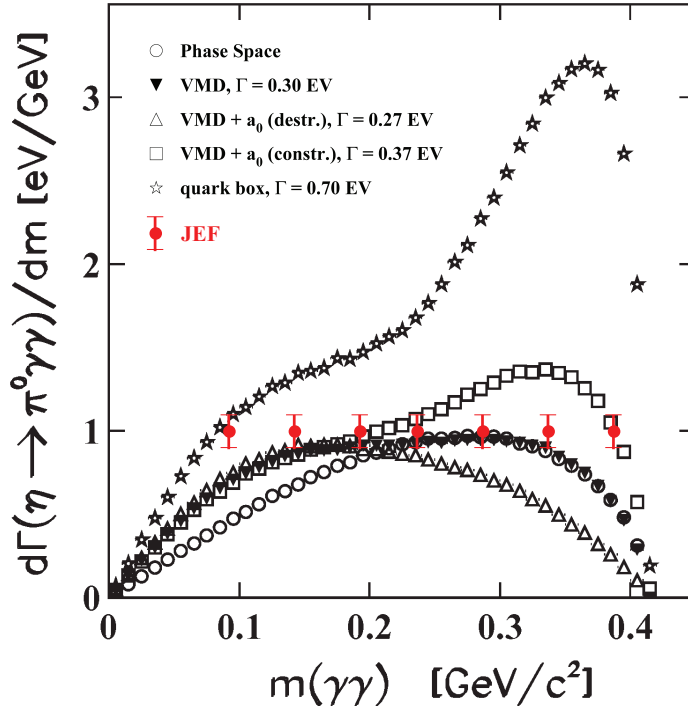 dΓ(η → π⁰γγ)/dm [eV/GeV]
3
2
1
0
Phase Space
VMD, Γ = 0.30 EV
VMD + a₀ (destr.), Γ = 0.27 EV
VMD + a₀ (constr.), Γ = 0.37 EV
quark box, Γ = 0.70 EV
JEF
0 0.1 0.2 0.3 0.4
m(γγ) [GeV/c²]